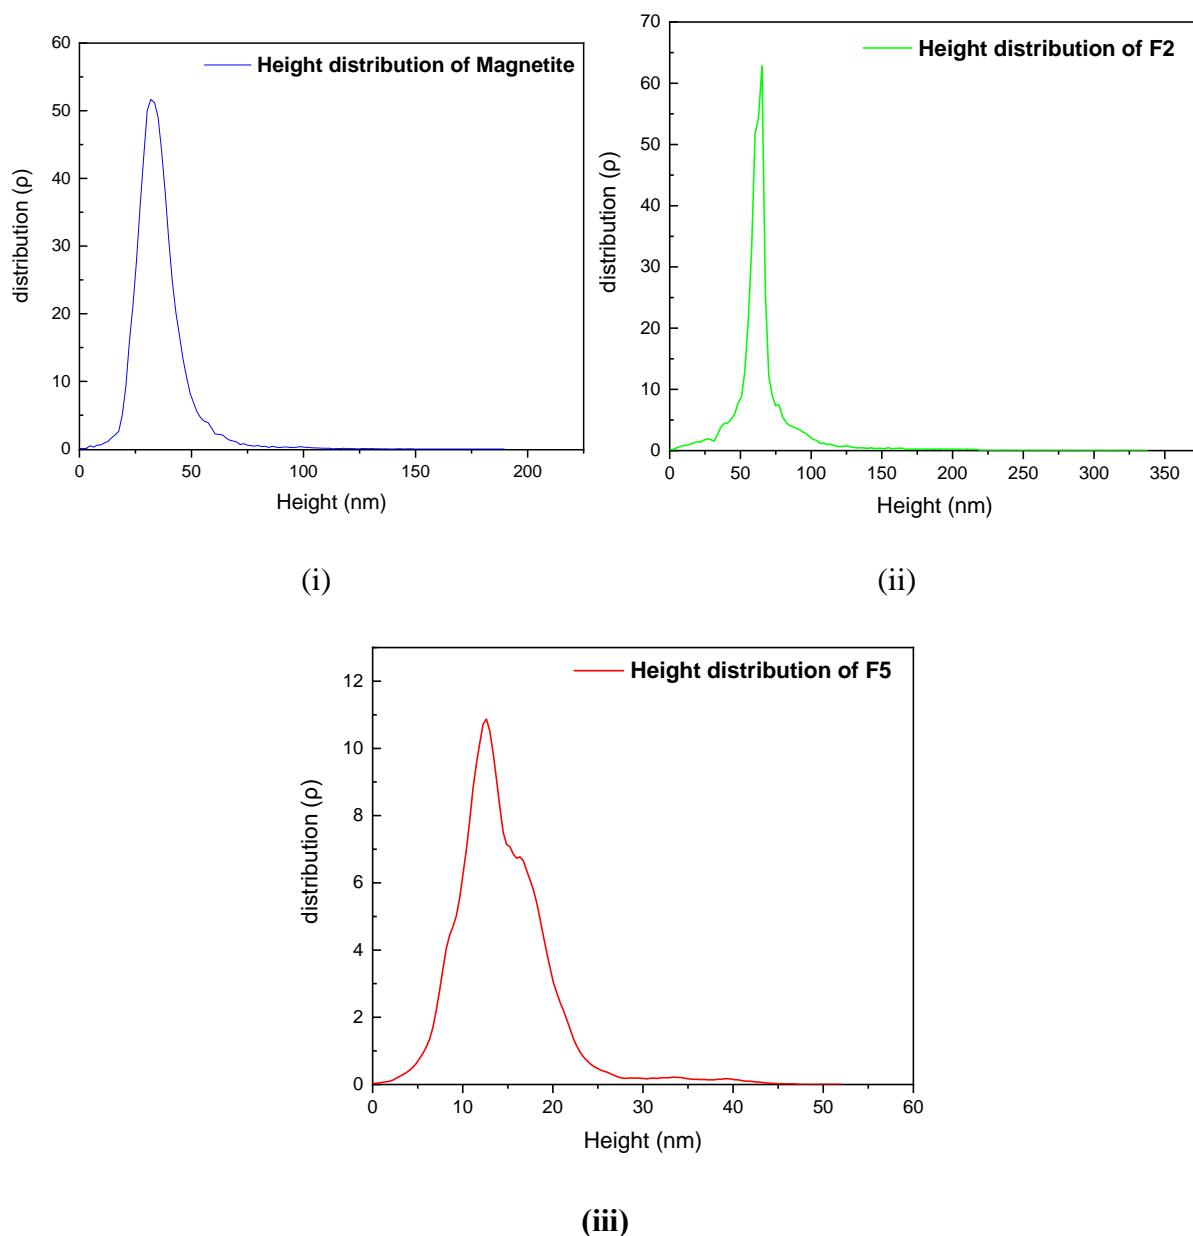 Height distribution of Magnetite
distribution (ρ)
60
50
40
30
20
10
0
0 50 100 150 200
Height (nm)
(i)
Height distribution of F2
distribution (ρ)
70
60
50
40
30
20
10
0
0 50 100 150 200 250 300 350
Height (nm)
(ii)
Height distribution of F5
distribution (ρ)
12
10
8
6
4
2
0
0 10 20 30 40 50 60
Height (nm)
(iii)